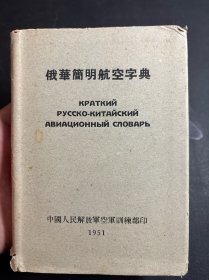 俄華簡明航空字典
КРАТКИЙ
РУССКО-КИТАЙСКИЙ
АВИАЦИОННЫЙ СЛОВАРЬ
中國人民解放軍空軍訓練部印
1951